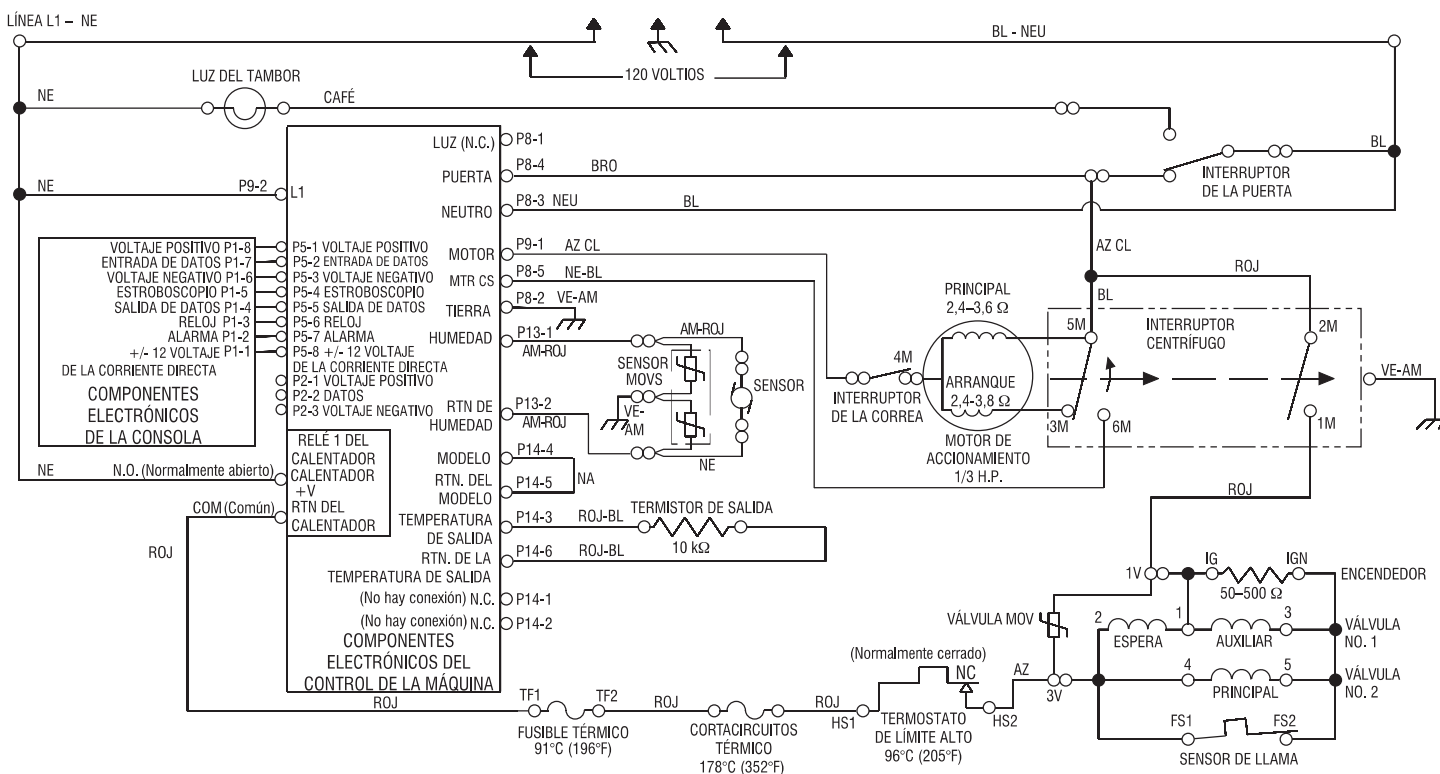 LÍNEA L1 – NE
BL - NEU
120 VOLTIOS
LUZ DEL TAMBOR
NE
CAFÉ
LUZ (N.C.)
P8-1
P8-4
BRO
PUERTA
BL
INTERRUPTOR
DE LA PUERTA
NE
P9-2
L1
P8-3 NEU
BL
NEUTRO
VOLTAJE POSITIVO P1-8
ENTRADA DE DATOS P1-7
VOLTAJE NEGATIVO P1-6
ESTROBOSCOPIO P1-5
SALIDA DE DATOS P1-4
RELOJ P1-3
ALARMA P1-2
+/- 12 VOLTAJE P1-1
DE LA CORRIENTE DIRECTA
COMPONENTES
ELECTRÓNICOS
DE LA CONSOLA
P5-1 VOLTAJE POSITIVO
P5-2 ENTRADA DE DATOS
P5-3 VOLTAJE NEGATIVO
P5-4 ESTROBOSCOPIO
P5-5 SALIDA DE DATOS
P5-6 RELOJ
P5-7 ALARMA
P5-8 +/- 12 VOLTAJE
DE LA CORRIENTE DIRECTA
P2-1 VOLTAJE POSITIVO
P2-2 DATOS
P2-3 VOLTAJE NEGATIVO
MOTOR
P9-1
AZ CL
MTR CS
P8-5
NE-BL
TIERRA
P8-2
VE-AM
HUMEDAD
P13-1
AM-ROJ
AM-ROJ
SENSOR
MOVS
SENSOR
VE-
AM
RTN DE
HUMEDAD
P13-2
AM-ROJ
NE
AZ CL
ROJ
BL
PRINCIPAL
2,4–3,6 Ω
5M
INTERRUPTOR
CENTRÍFUGO
2M
4M
ARRANQUE
2,4–3,8 Ω
INTERRUPTOR
DE LA CORREA
3M
6M
1M
VE-AM
MOTOR DE
ACCIONAMIENTO
1/3 H.P.
ROJ
RELÉ 1 DEL
CALENTADOR
CALENTADOR
+V
RTN DEL
CALENTADOR
NE
N.O. (Normalmente abierto)
COM (Común)
ROJ
MODELO
P14-4
RTN. DEL
MODELO
P14-5
NA
TEMPERATURA
DE SALIDA
P14-3
ROJ-BL
TERMISTOR DE SALIDA
10 kΩ
RTN. DE LA
TEMPERATURA DE SALIDA
P14-6
ROJ-BL
(No hay conexión) N.C.
P14-1
(No hay conexión) N.C.
P14-2
COMPONENTES
ELECTRÓNICOS DEL
CONTROL DE LA MÁQUINA
1V
IG
IGN
ENCENDEDOR
50–500 Ω
VÁLVULA MOV
2
ESPERA
1
AUXILIAR
3
VÁLVULA
NO. 1
4
PRINCIPAL
5
VÁLVULA
NO. 2
FS1
FS2
SENSOR DE LLAMA
(Normalmente cerrado)
NC
AZ
3V
ROJ
TF1
TF2
FUSIBLE TÉRMICO
91°C (196°F)
ROJ
CORTACIRCUITOS
TÉRMICO
178°C (352°F)
ROJ
HS1
HS2
TERMOSTATO
DE LÍMITE ALTO
96°C (205°F)